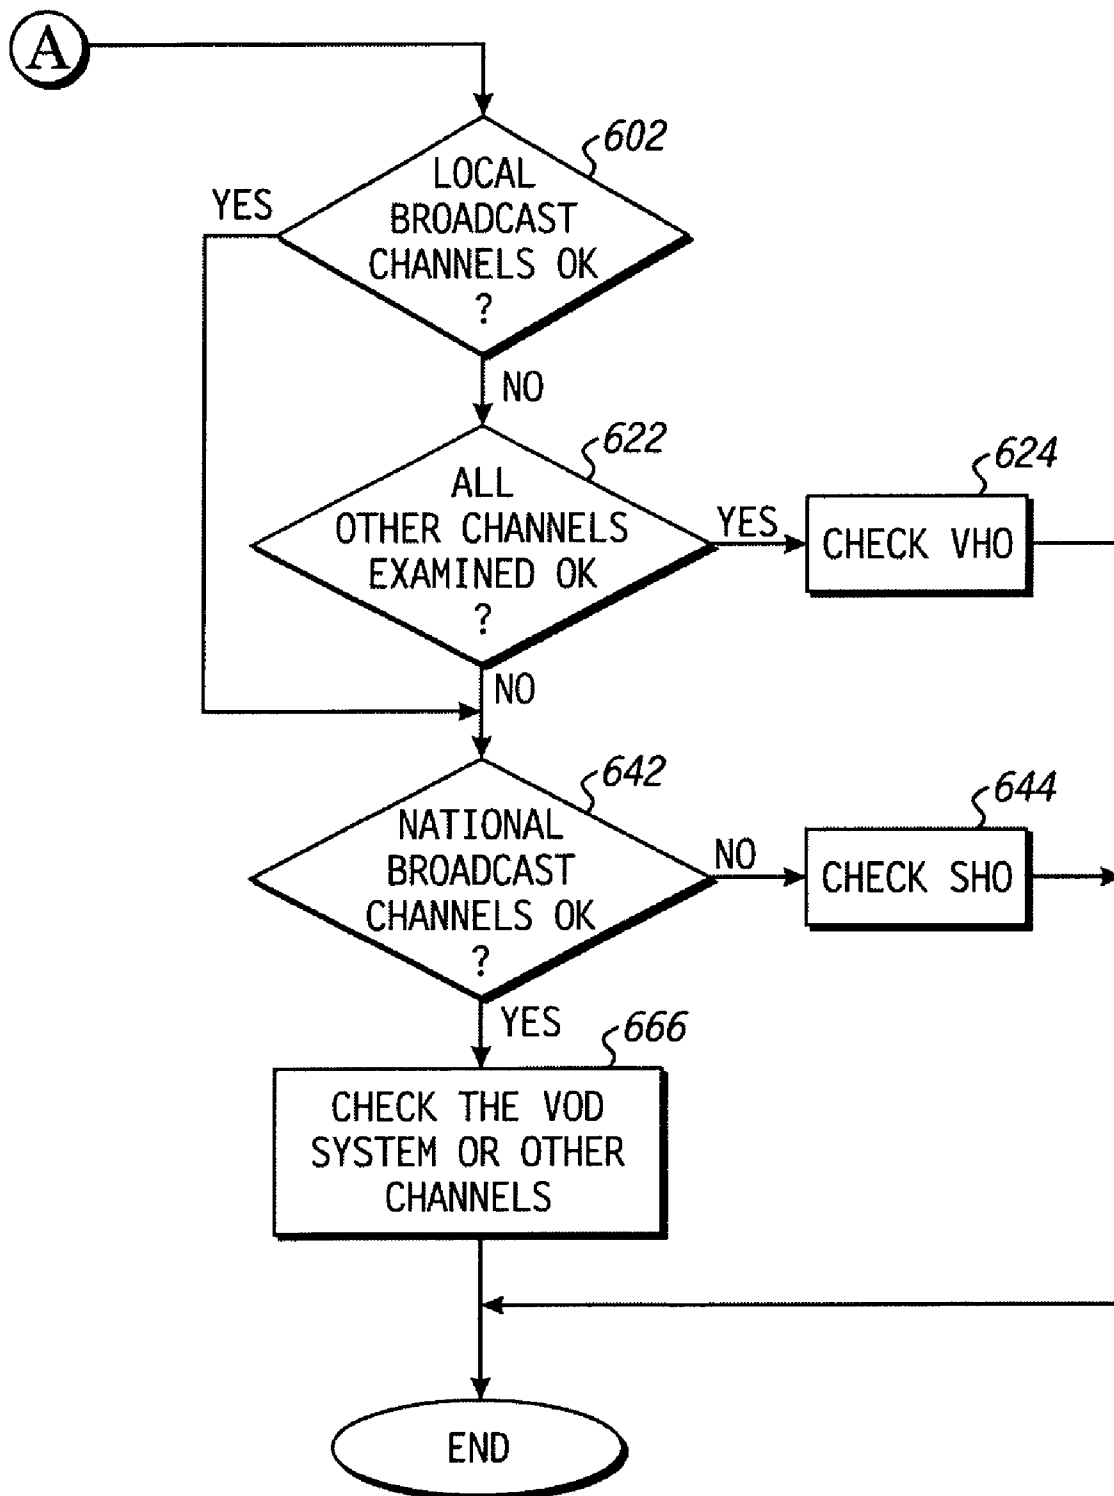 A
602
LOCAL
BROADCAST
CHANNELS OK
?
YES
NO
622
ALL
OTHER CHANNELS
EXAMINED OK
?
YES
624
CHECK VHO
NO
642
NATIONAL
BROADCAST
CHANNELS OK
?
NO
644
CHECK SHO
YES
666
CHECK THE VOD
SYSTEM OR OTHER
CHANNELS
END